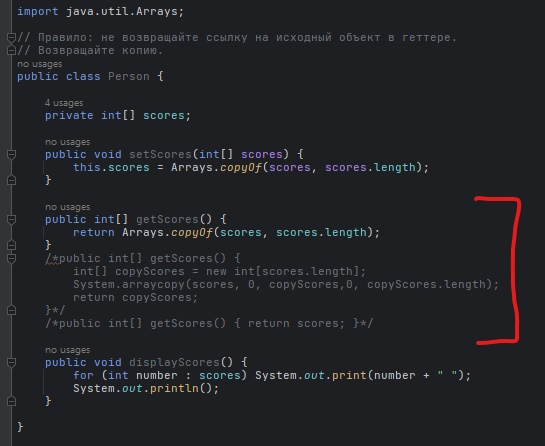 import java.util.Arrays;
// Правило: не возвращайте ссылку на исходный объект в геттере.
// Возвращайте копию.
no usages
public class Person {
4 usages
private int[] scores;
no usages
public void setScores(int[] scores) {
this.scores = Arrays.copyOf(scores, scores.length);
}
no usages
public int[] getScores() {
return Arrays.copyOf(scores, scores.length);
}
/*public int[] getScores() {
int[] copyScores = new int[scores.length];
System.arraycopy(scores, 0, copyScores,0, copyScores.length);
return copyScores;
}*/
/*public int[] getScores() { return scores; }*/
no usages
public void displayScores() {
for (int number : scores) System.out.print(number + " ");
System.out.println();
}
}